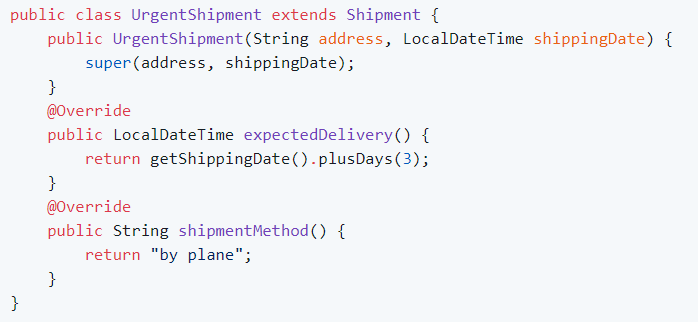 public class UrgentShipment extends Shipment {
    public UrgentShipment(String address, LocalDateTime shippingDate) {
        super(address, shippingDate);
    }
    @Override
    public LocalDateTime expectedDelivery() {
        return getShippingDate().plusDays(3);
    }
    @Override
    public String shipmentMethod() {
        return "by plane";
    }
}